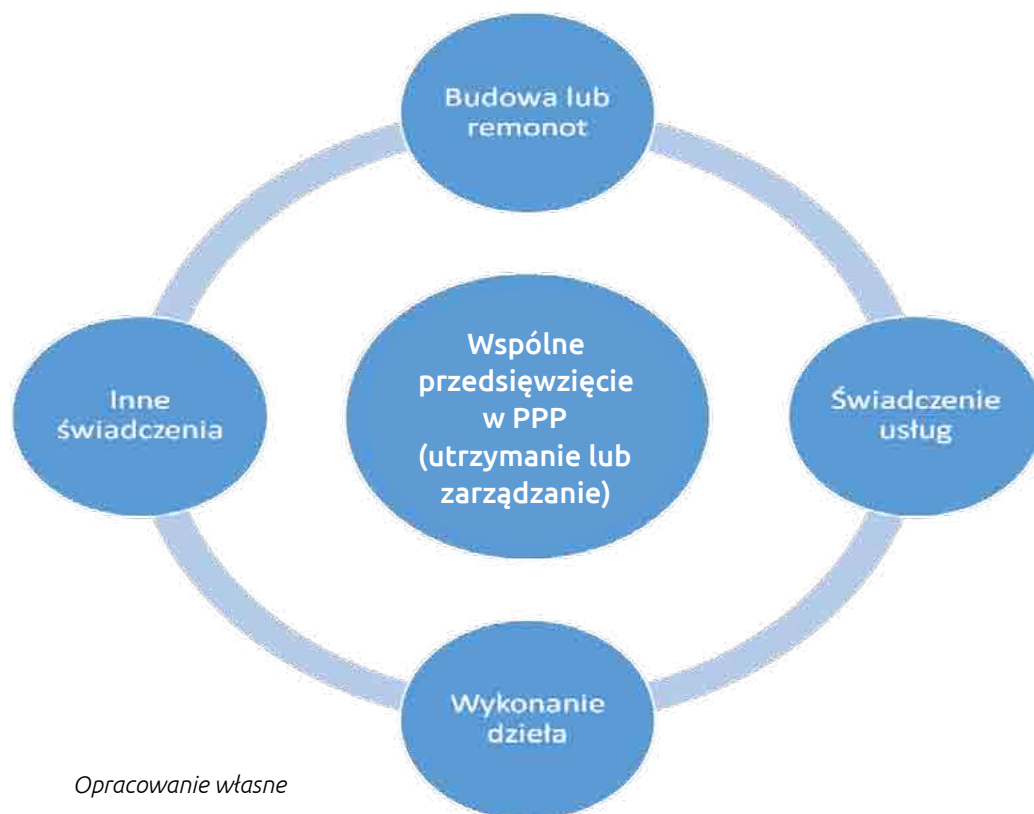 Budowa lub
remonot
Wspólne
przedsięwzięcie
w PPP
(utrzymanie lub
zarządzanie)
Inne
świadczenia
Świadczenie
usług
Wykonanie
dzieła
Opracowanie własne